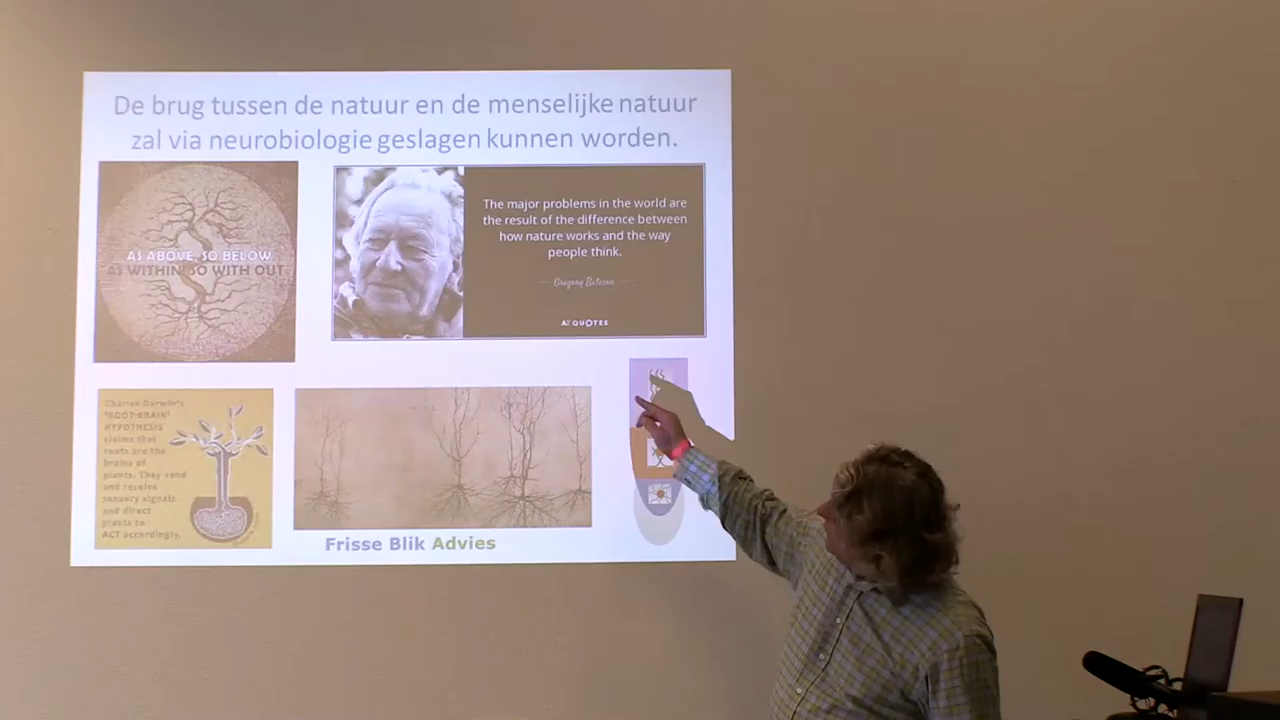 De brug tussen de natuur en de menselijke natuur
zal via neurobiologie geslagen kunnen worden.
AS ABOVE, SO BELOW
AS WITHIN, SO WITH OUT
The major problems in the world are
the result of the difference between
how nature works and the way
people think.
Gregory Bateson
AZ QUOTES
Charles Darwin's
"ROOT-BRAIN"
HYPOTHESIS
claims that
roots are the
brains of
plants. They send
and receive
sensory signals
and direct
plants to
ACT accordingly.
Frisse Blik Advies